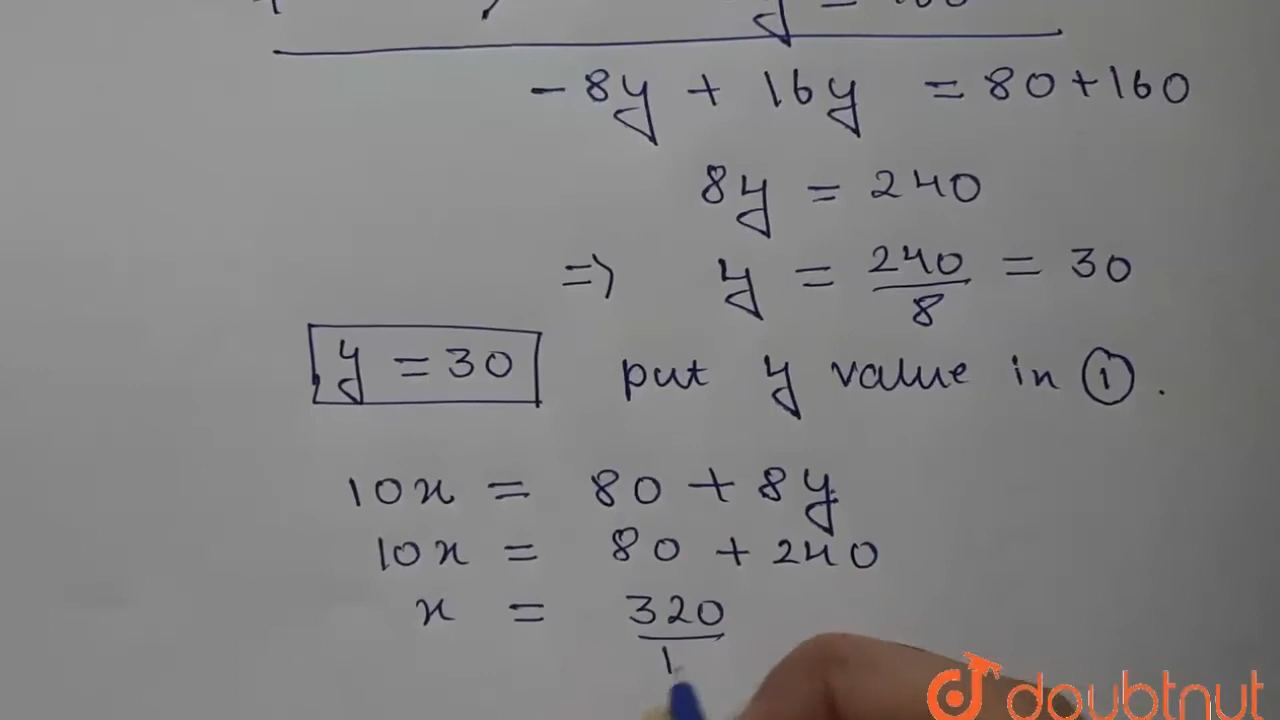 - 8y + 16y = 80 + 160
8y = 240
=> y = 240/8 = 30
y = 30 put y value in ① .
10x = 80 + 8y
10x = 80 + 240
x = 320/1
doubtnut